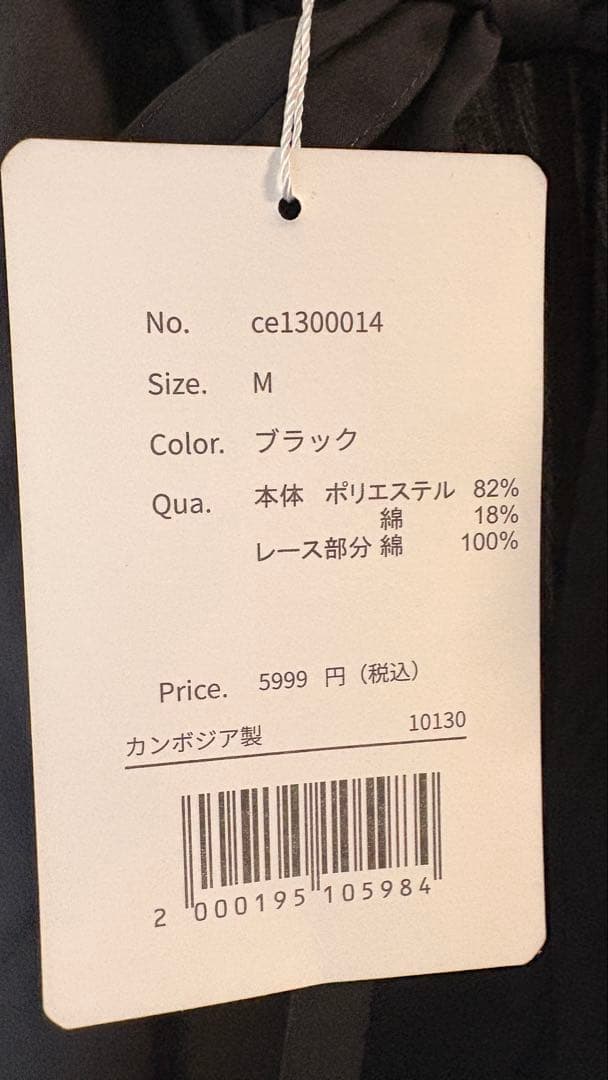 No. ce1300014
Size. M
Color. ブラック
Qua. 本体 ポリエステル 82%
綿 18%
レース部分 綿 100%
Price. 5999 円（税込）
カンボジア製 10130
2 000195 105984